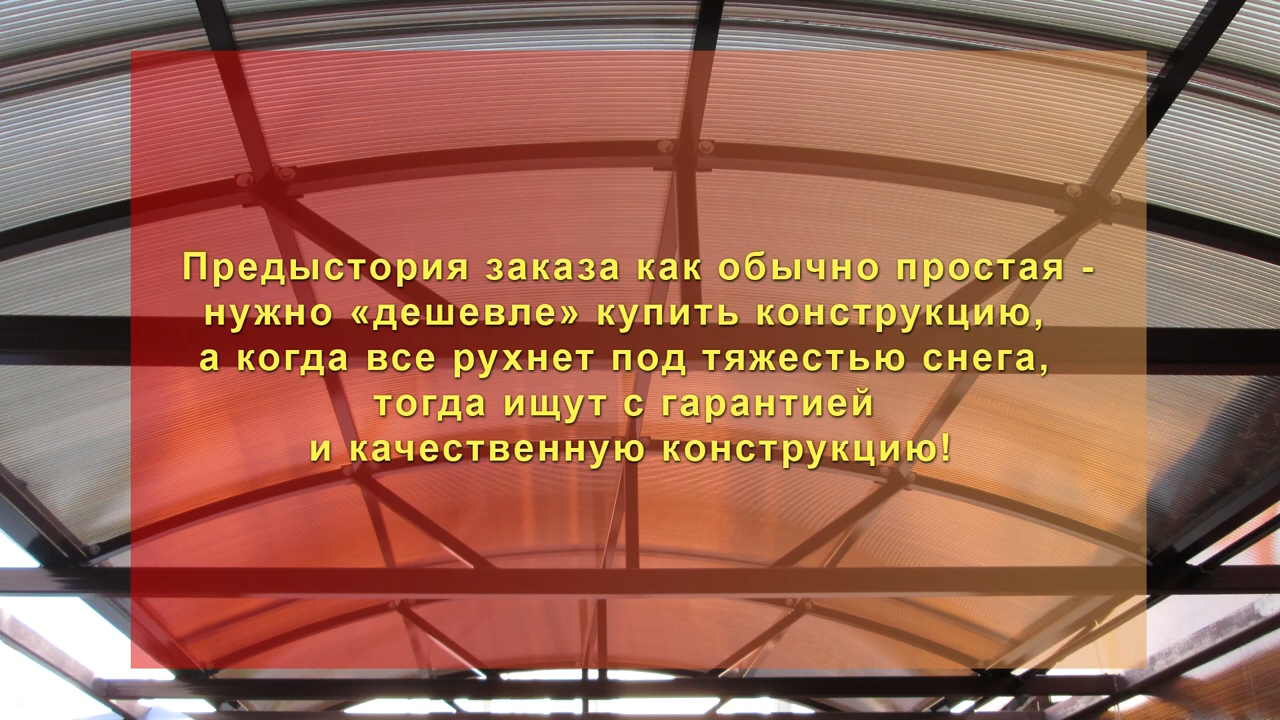 Предыстория заказа как обычно простая -
нужно «дешевле» купить конструкцию,
а когда все рухнет под тяжестью снега,
тогда ищут с гарантией
и качественную конструкцию!